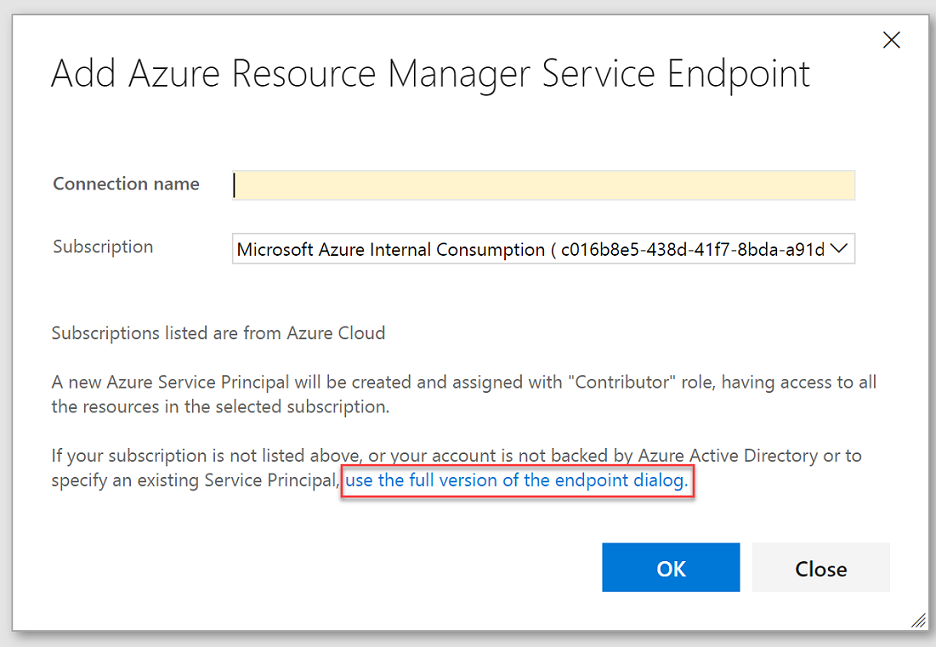 Add Azure Resource Manager Service Endpoint
Connection name
Subscription
Microsoft Azure Internal Consumption ( c016b8e5-438d-41f7-8bda-a91d
Subscriptions listed are from Azure Cloud
A new Azure Service Principal will be created and assigned with "Contributor" role, having access to all
the resources in the selected subscription.
If your subscription is not listed above, or your account is not backed by Azure Active Directory or to
specify an existing Service Principal, use the full version of the endpoint dialog.
OK
Close